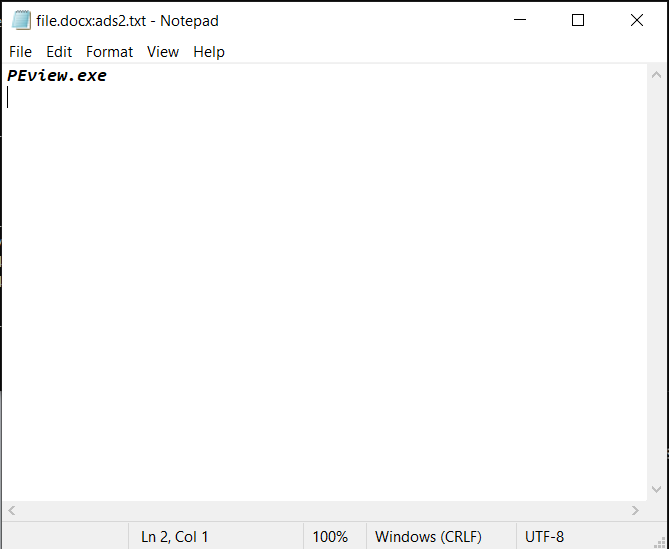 file.docx:ads2.txt - Notepad
File Edit Format View Help
PEview.exe
Ln 2, Col 1 100% Windows (CRLF) UTF-8